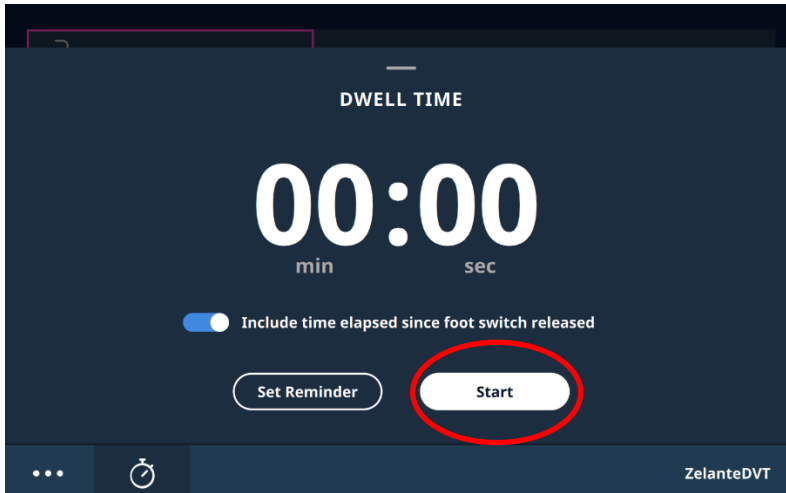 DWELL TIME
00:00
min sec
Include time elapsed since foot switch released
Set Reminder Start
ZelanteDVT